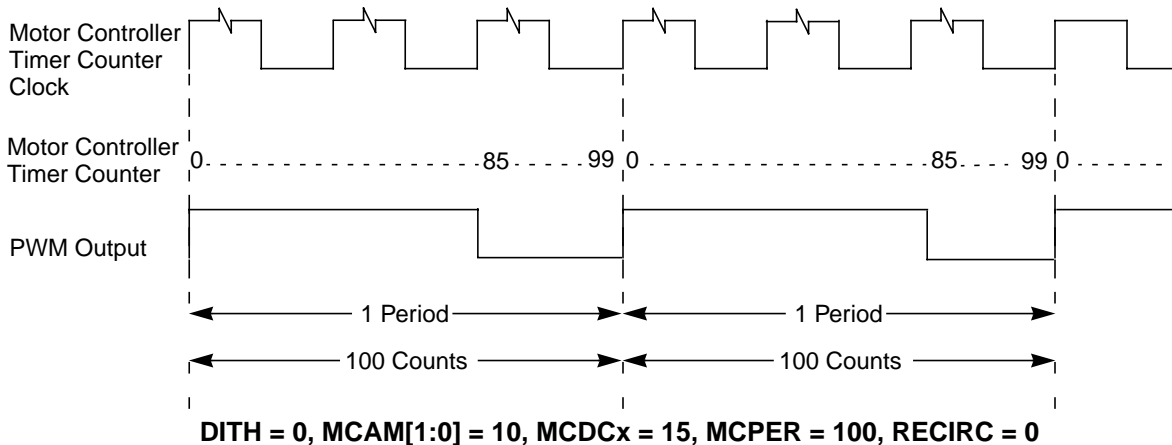 Motor Controller
Timer Counter
Clock
Motor Controller
Timer Counter
0 85 99 0 85 99 0
PWM Output
1 Period 1 Period
100 Counts 100 Counts
DITH = 0, MCAM[1:0] = 10, MCDCx = 15, MCPER = 100, RECIRC = 0